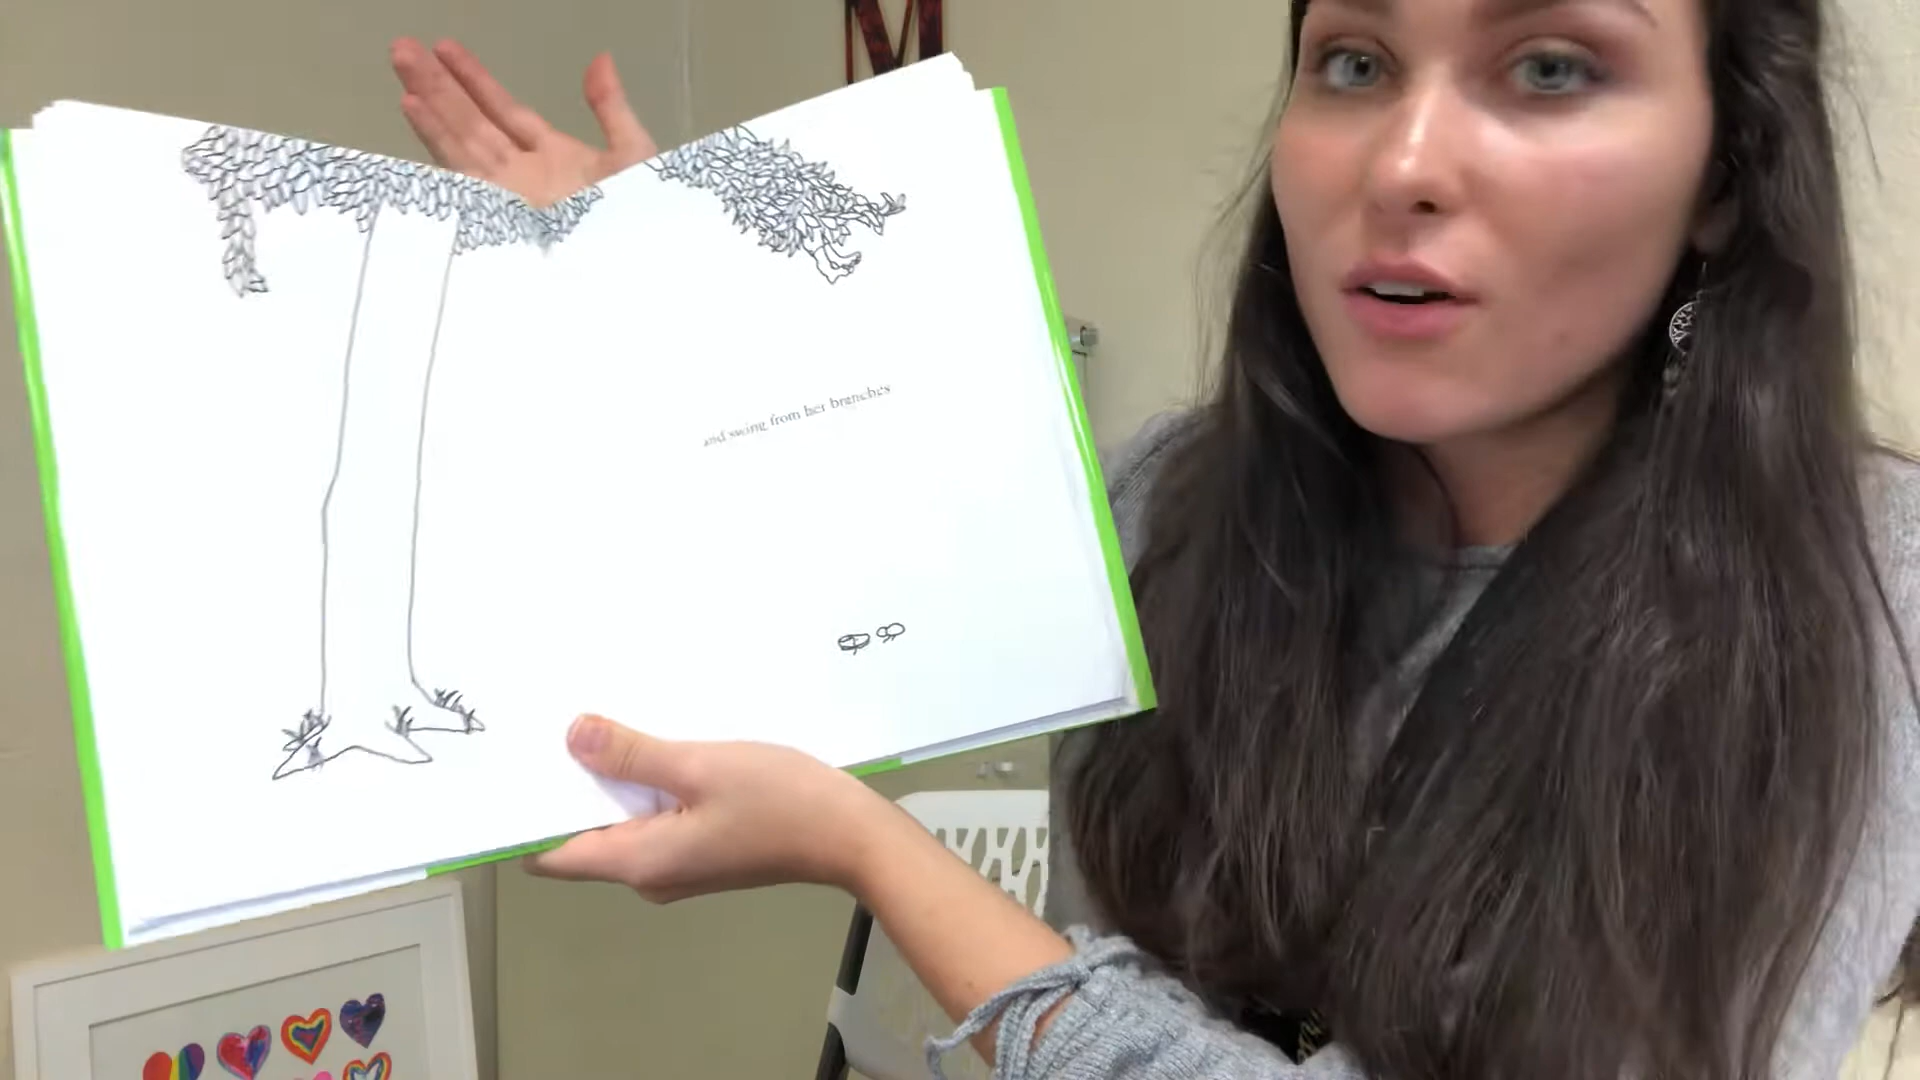 and swing from her branches